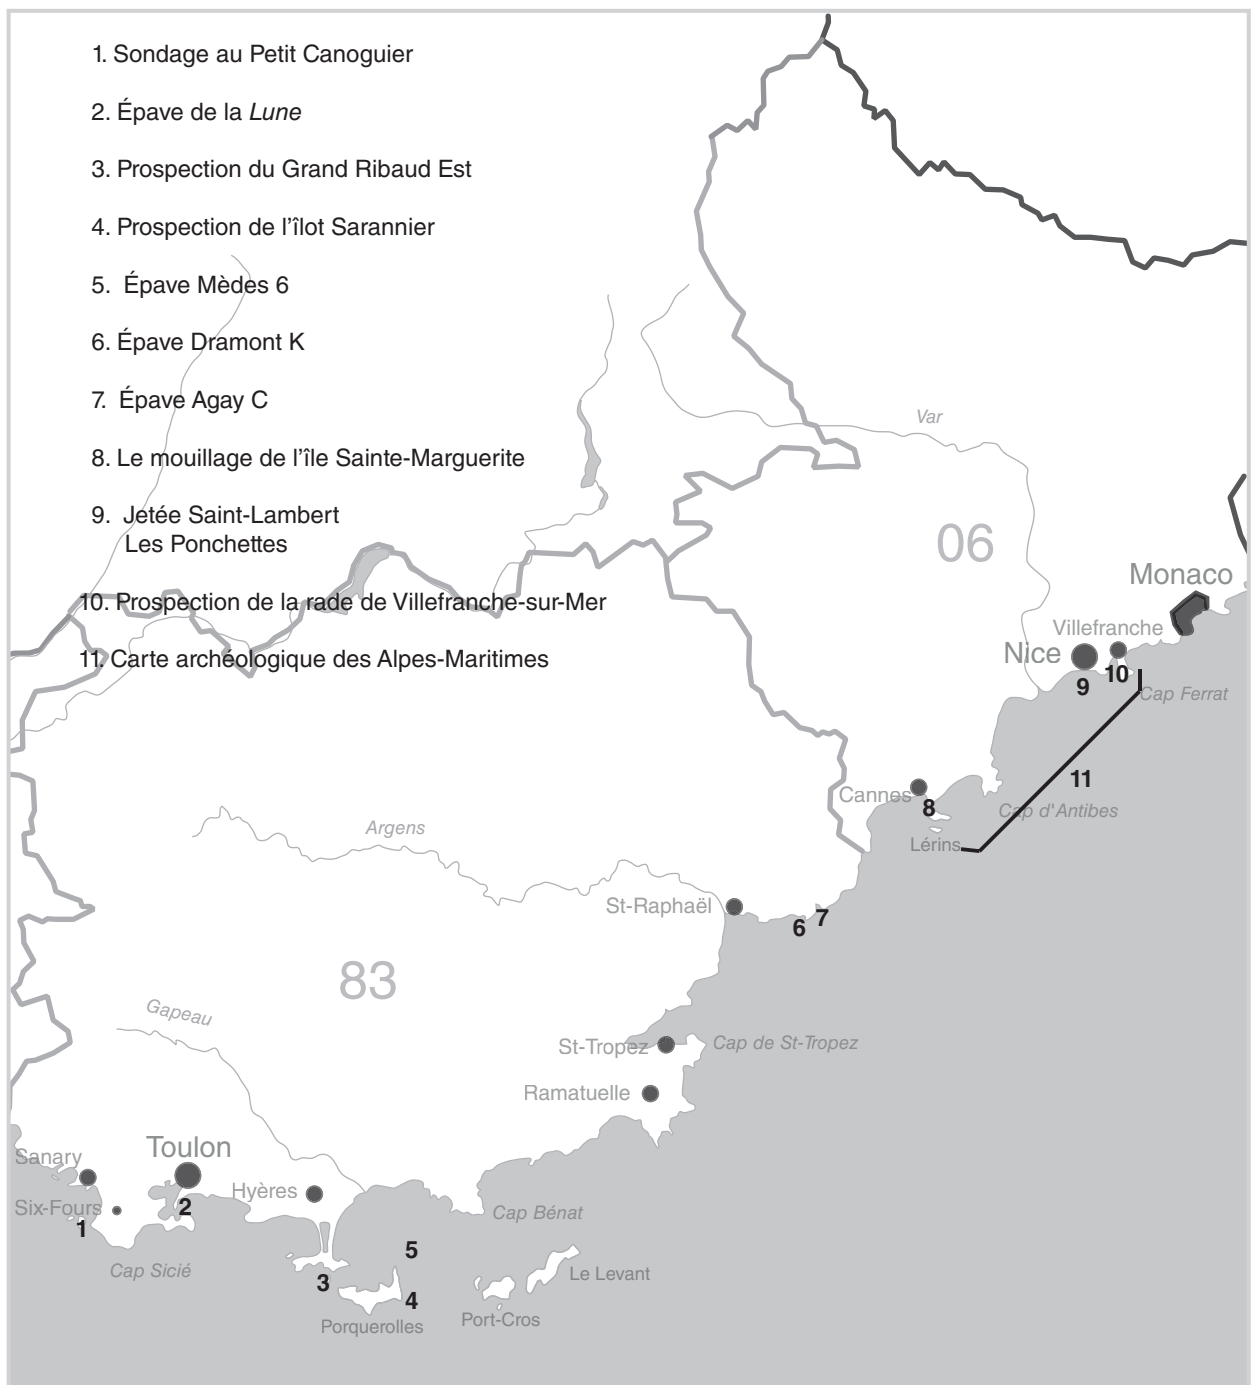 1. Sondage au Petit Canoguier
2. Épave de la Lune
3. Prospection du Grand Ribaud Est
4. Prospection de l'îlot Sarannier
5. Épave Mèdes 6
6. Épave Dramont K
7. Épave Agay C
8. Le mouillage de l'île Sainte-Marguerite
9. Jetée Saint-Lambert
Les Ponchettes
10. Prospection de la rade de Villefranche-sur-Mer
11. Carte archéologique des Alpes-Maritimes
Var
06
Monaco
Villefranche
Nice
9
10
Cap Ferrat
11
Cannes
8
Cap d'Antibes
Lérins
Argens
St-Raphaël
6
7
83
Gapeau
St-Tropez
Cap de St-Tropez
Ramatuelle
Sanary
Toulon
Hyères
Six-Fours
1
2
Cap Bénat
Cap Sicié
5
3
4
Le Levant
Port-Cros
Porquerolles